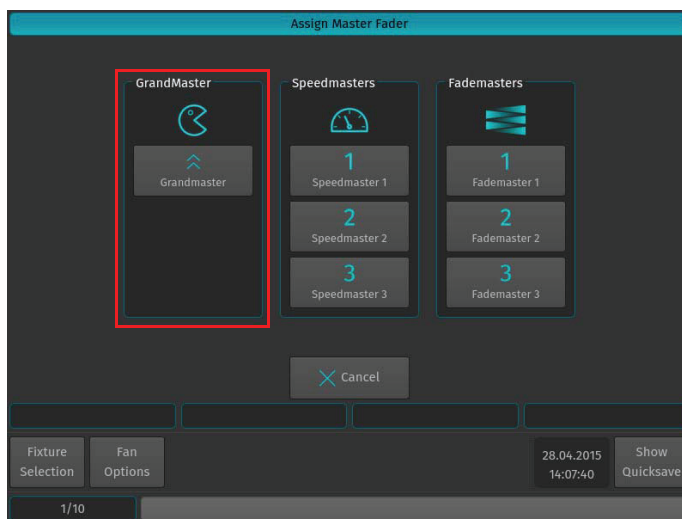 Assign Master Fader
GrandMaster
Grandmaster
Speedmasters
1
Speedmaster 1
2
Speedmaster 2
3
Speedmaster 3
Fademasters
1
Fademaster 1
2
Fademaster 2
3
Fademaster 3
Cancel
Fixture
Selection
Fan
Options
28.04.2015
14:07:40
Show
Quicksave
1/10